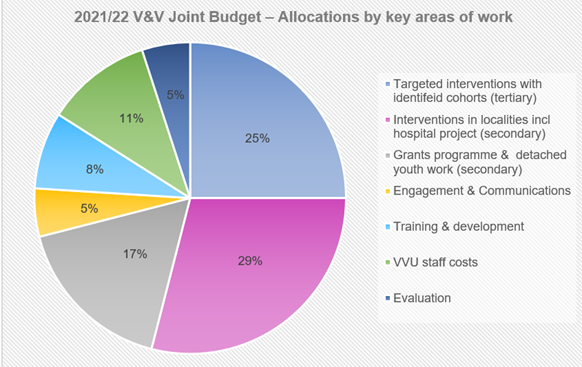 2021/22 V&V Joint Budget – Allocations by key areas of work
5%
11%
25%
8%
5%
17%
29%
Targeted interventions with
identifeid cohorts (tertiary)
Interventions in localities incl
hospital project (secondary)
Grants programme & detached
youth work (secondary)
Engagement & Communications
Training & development
VVU staff costs
Evaluation